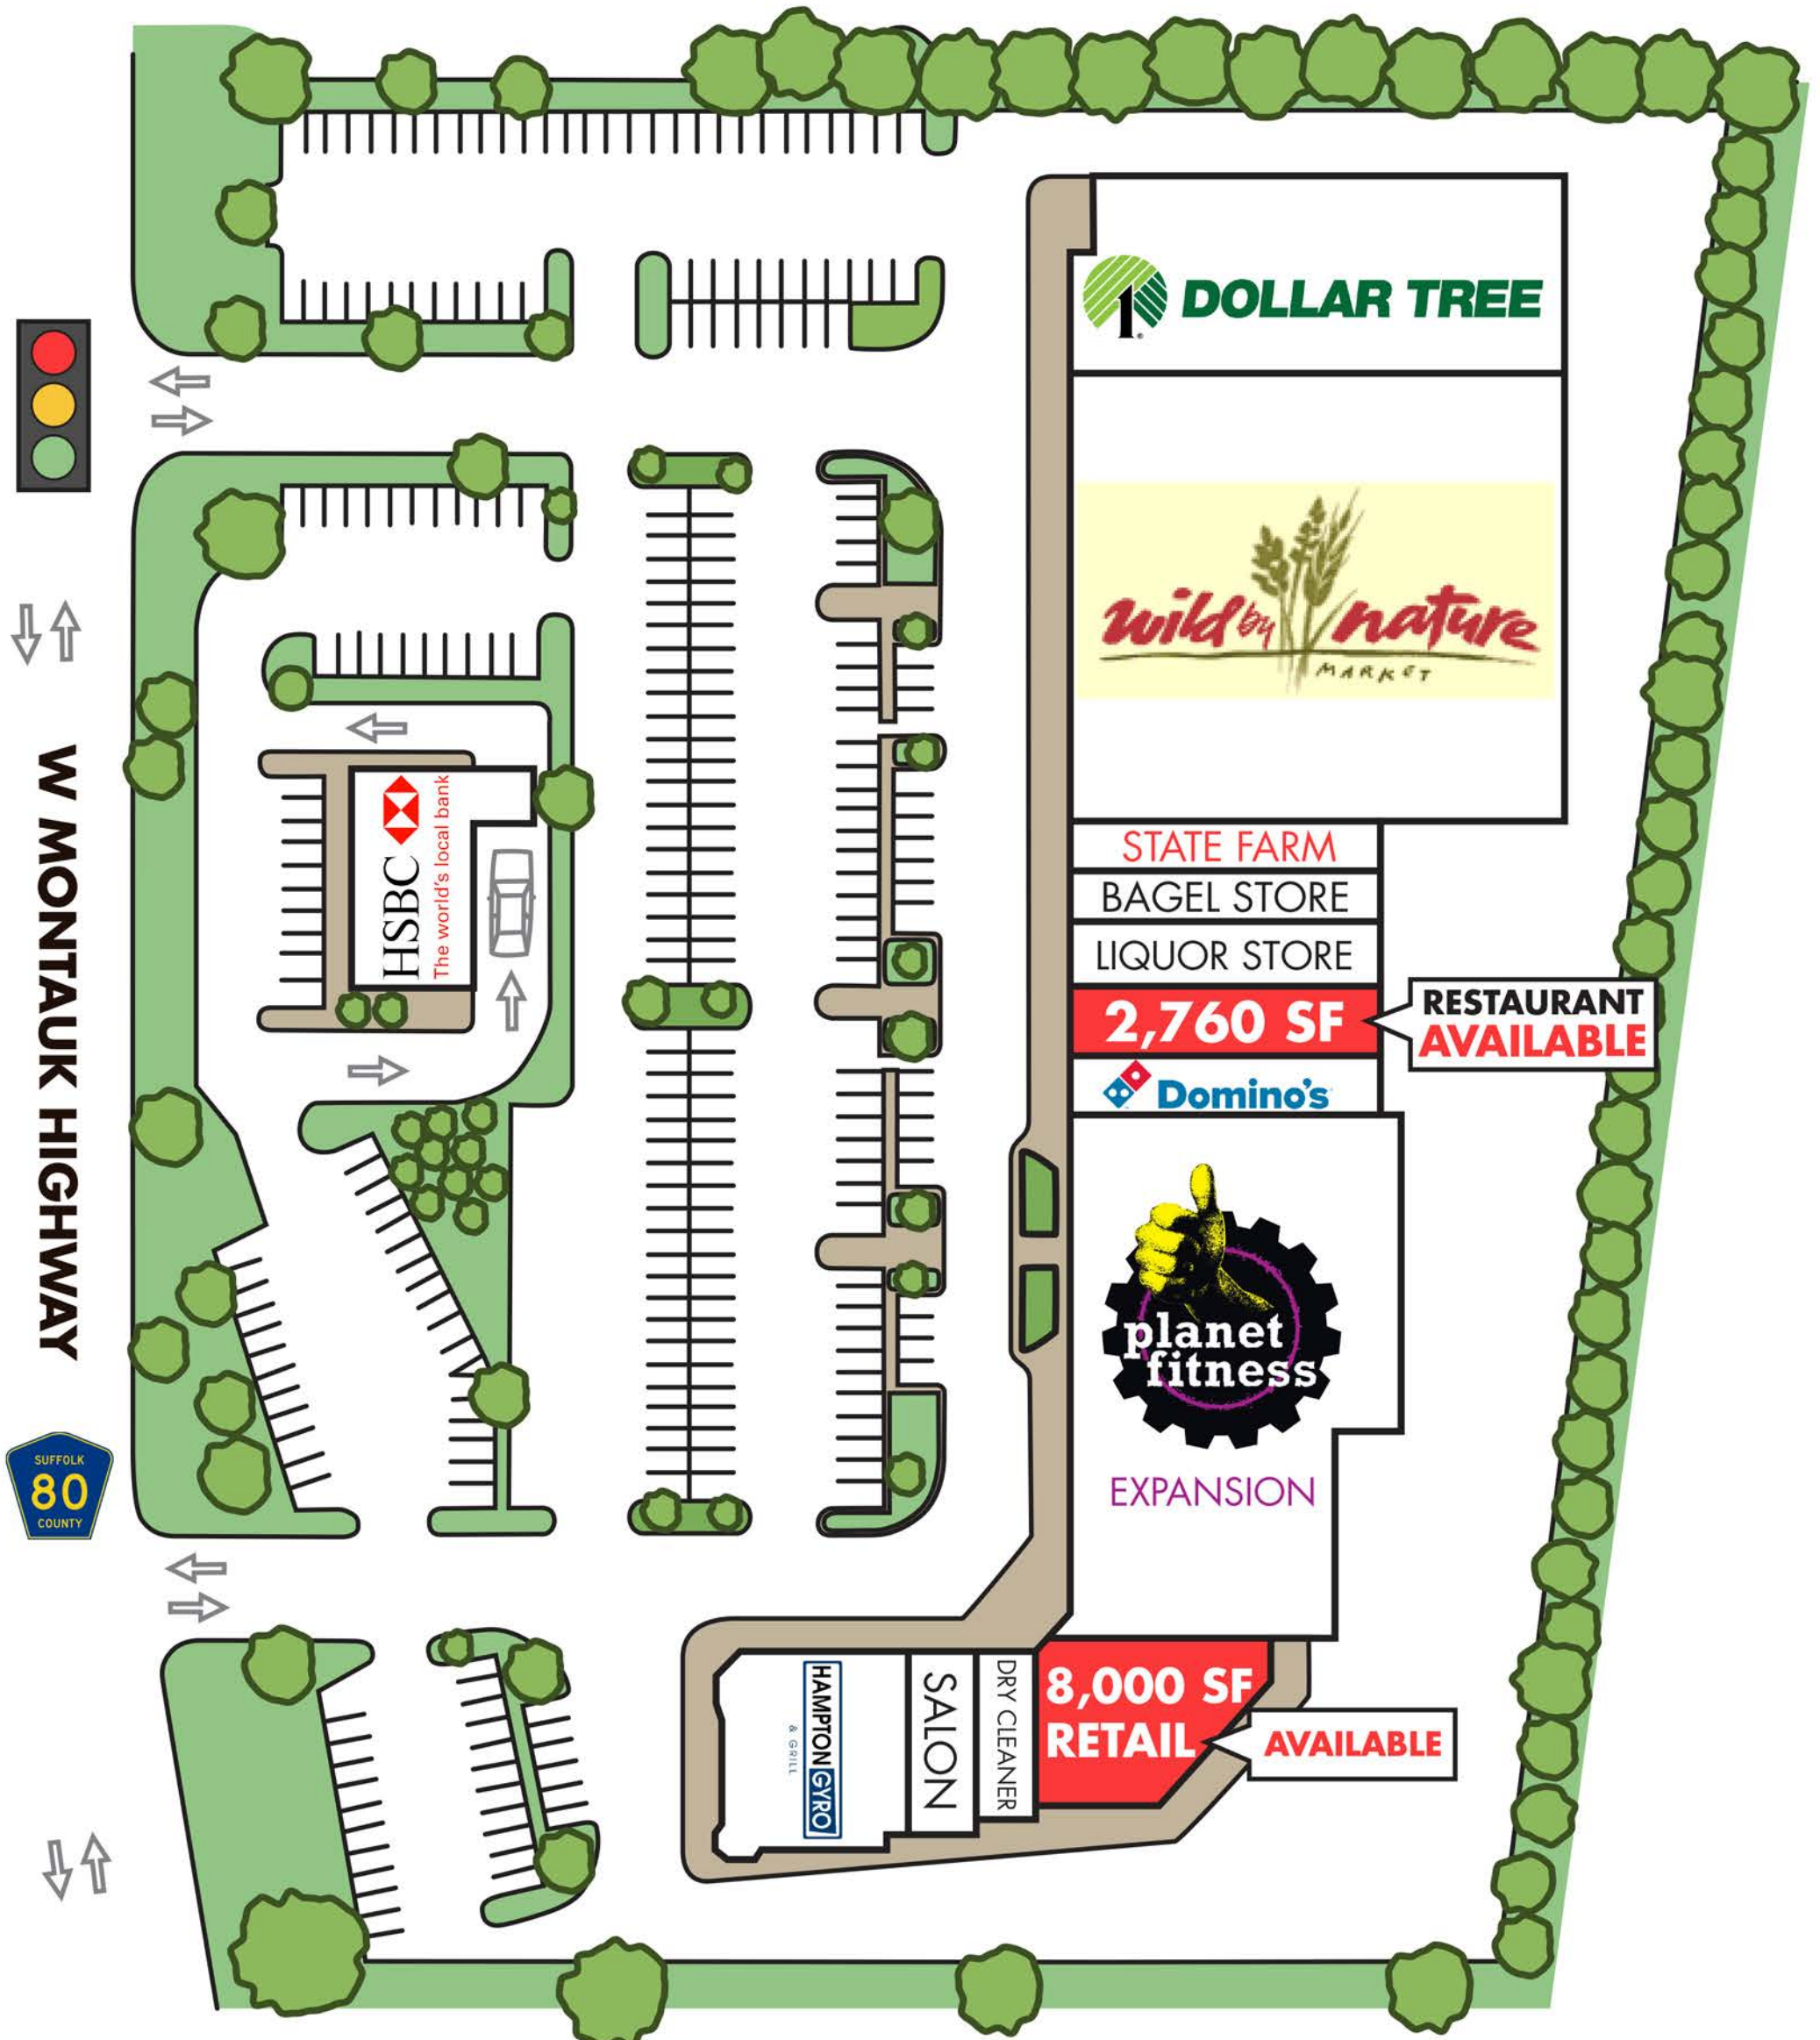 DOLLAR TREE
1
wild by nature
MARKET
STATE FARM
BAGEL STORE
LIQUOR STORE
2,760 SF
RESTAURANT
AVAILABLE
Domino's
planet
fitness
EXPANSION
8,000 SF
RETAIL
AVAILABLE
DRY CLEANER
SALON
HAMPTON GYRO
& GRILL
HSBC
The world's local bank
W MONTAUK HIGHWAY
SUFFOLK
80
COUNTY